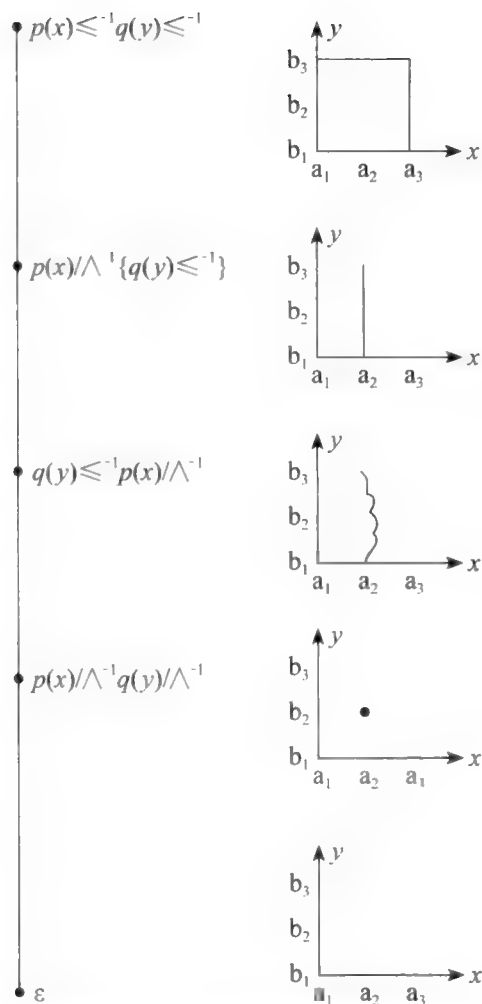 p(x)≤⁻¹q(y)≤⁻¹
y
b₃
b₂
b₁
x
a₁ a₂ a₃
p(x)/∧⁻¹{q(y)≤⁻¹}
y
b₃
b₂
b₁
x
a₁ a₂ a₃
q(y)≤⁻¹p(x)/∧⁻¹
y
b₃
b₂
b₁
x
a₁ a₂ a₃
p(x)/∧⁻¹q(y)/∧⁻¹
y
b₃
b₂
b₁
x
a₁ a₂ a₁
y
b₃
b₂
b₁
x
a₂ a₃
ε